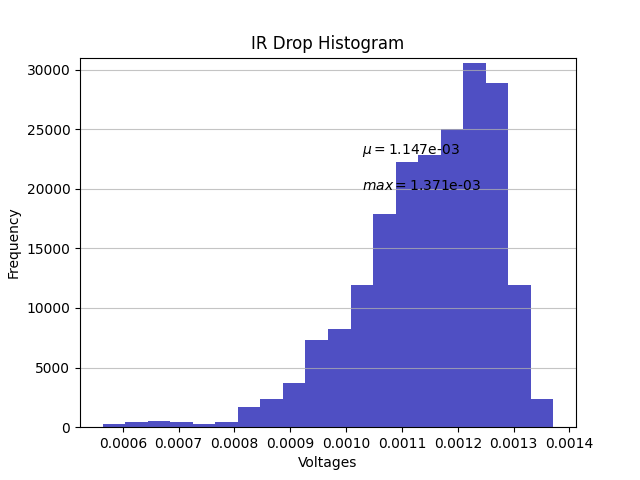 IR Drop Histogram
30000
25000
20000
15000
10000
5000
0
Frequency
μ = 1.147e-03
max = 1.371e-03
0.0006 0.0007 0.0008 0.0009 0.0010 0.0011 0.0012 0.0013 0.0014
Voltages